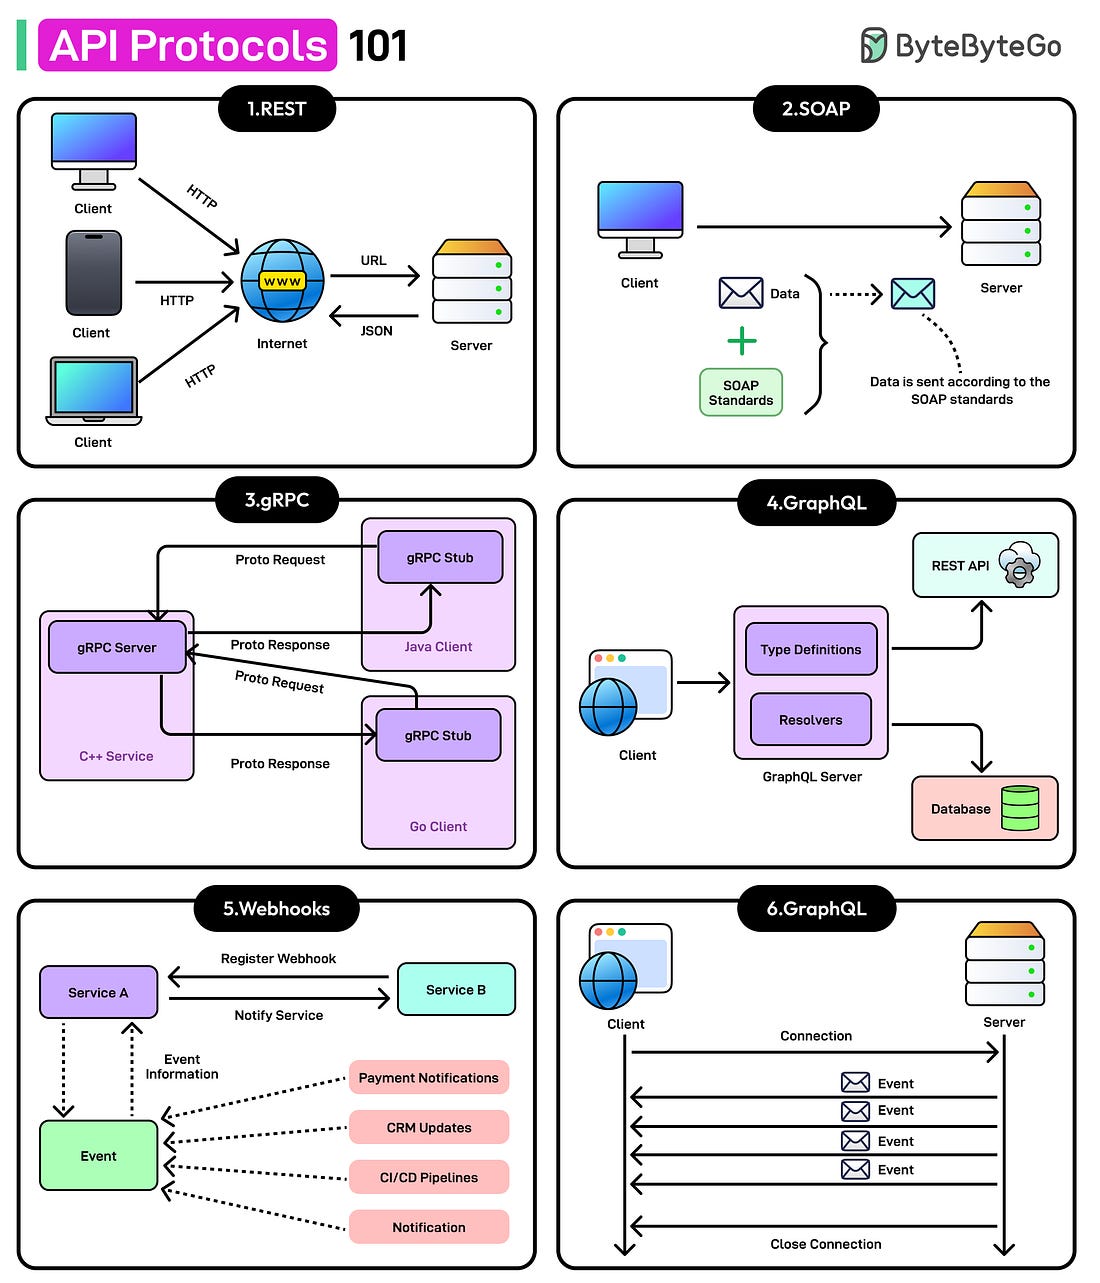 API Protocols 101
ByteByteGo
1.REST
Client
HTTP
Client
HTTP
Client
HTTP
www
Internet
URL
JSON
Server
2.SOAP
Client
Server
Data
SOAP
Standards
Data is sent according to the
SOAP standards
3.gRPC
gRPC Stub
Java Client
Proto Request
gRPC Server
C++ Service
Proto Response
Proto Request
gRPC Stub
Go Client
Proto Response
4.GraphQL
Client
Type Definitions
Resolvers
GraphQL Server
REST API
Database
5.Webhooks
Service A
Register Webhook
Notify Service
Service B
Event
Information
Event
Payment Notifications
CRM Updates
CI/CD Pipelines
Notification
6.GraphQL
Client
Server
Connection
Event
Event
Event
Event
Close Connection